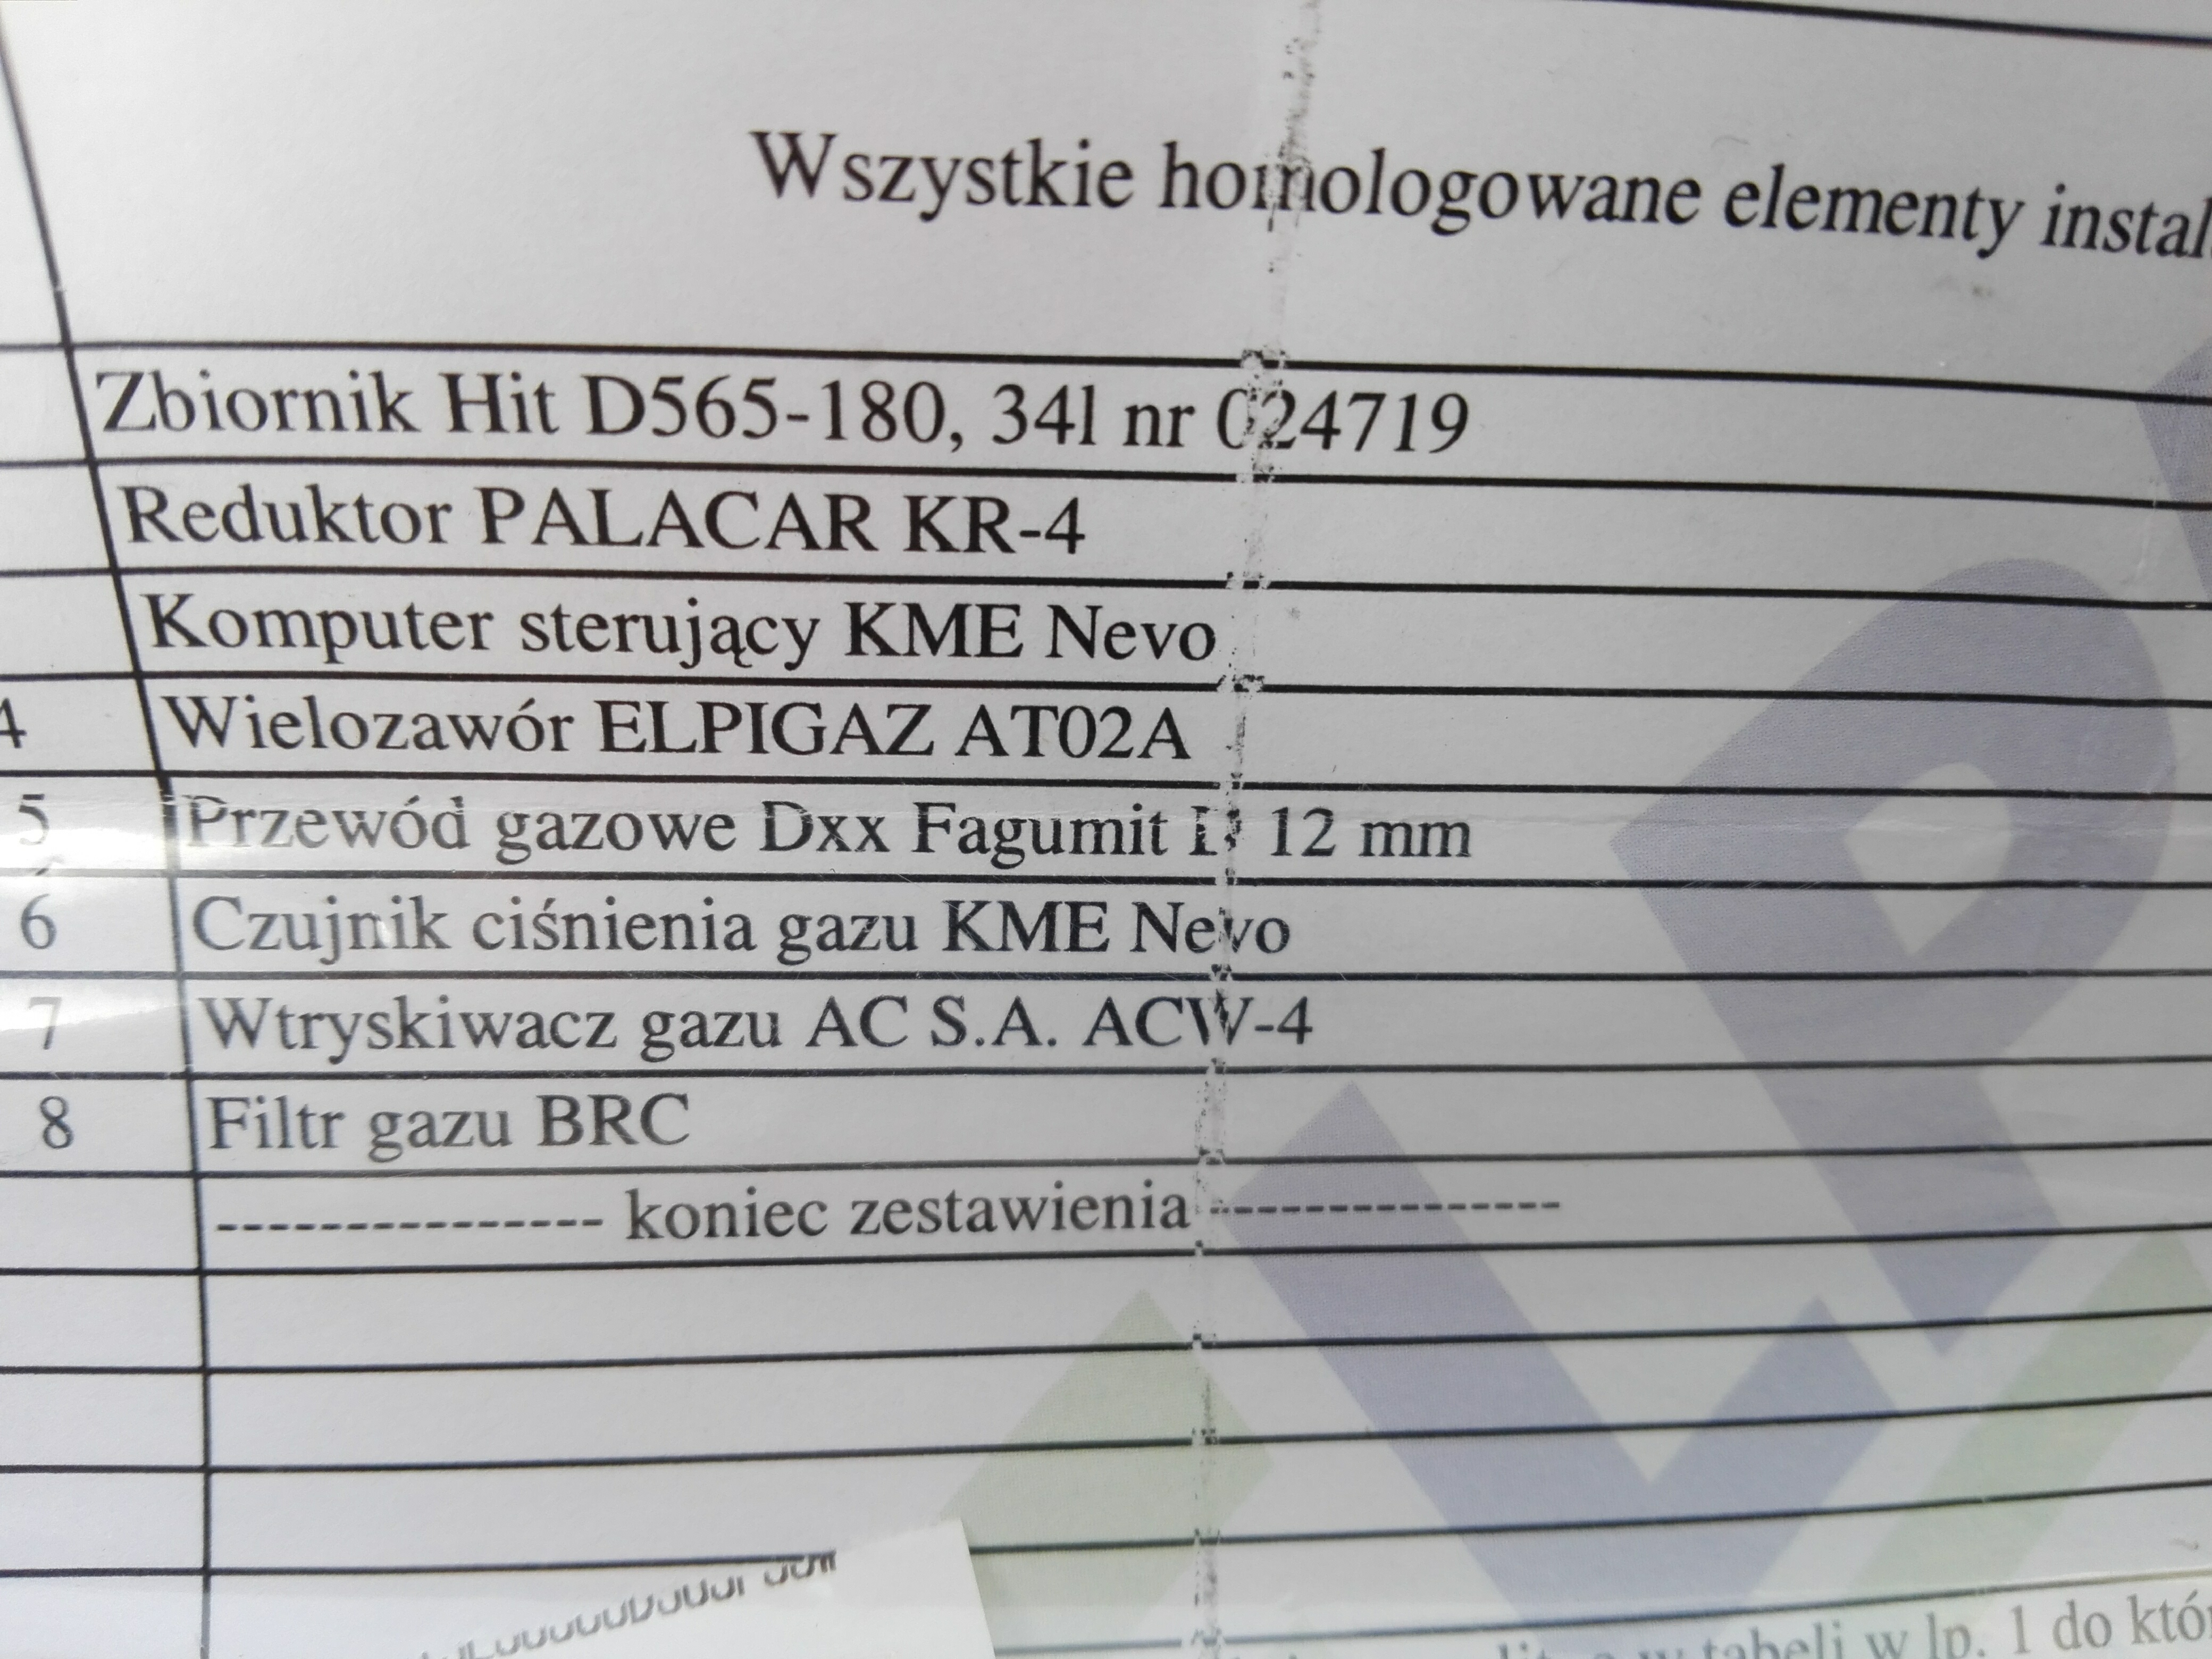 Wszystkie homologowane elementy instal
Zbiornik Hit D565-180, 34l nr 024719
Reduktor PALACAR KR-4
Komputer sterujący KME Nevo
4 Wielozawór ELPIGAZ AT02A
5 Przewód gazowe Dxx Fagumit 12 mm
6 Czujnik ciśnienia gazu KME Nevo
7 Wtryskiwacz gazu AC S.A. ACW-4
8 Filtr gazu BRC
--------------- koniec zestawienia ---------------
w tabeli w lp. 1 do któ
LP